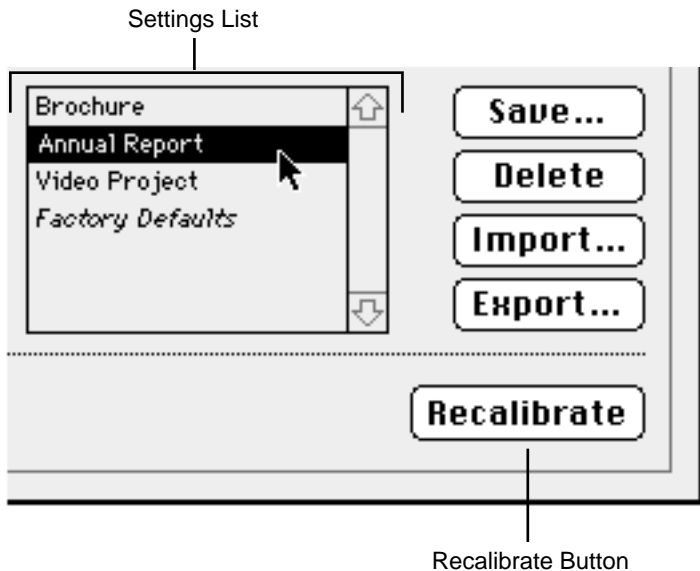 Settings List
Brochure
Annual Report
Video Project
Factory Defaults
Save...
Delete
Import...
Export...
Recalibrate
Recalibrate Button